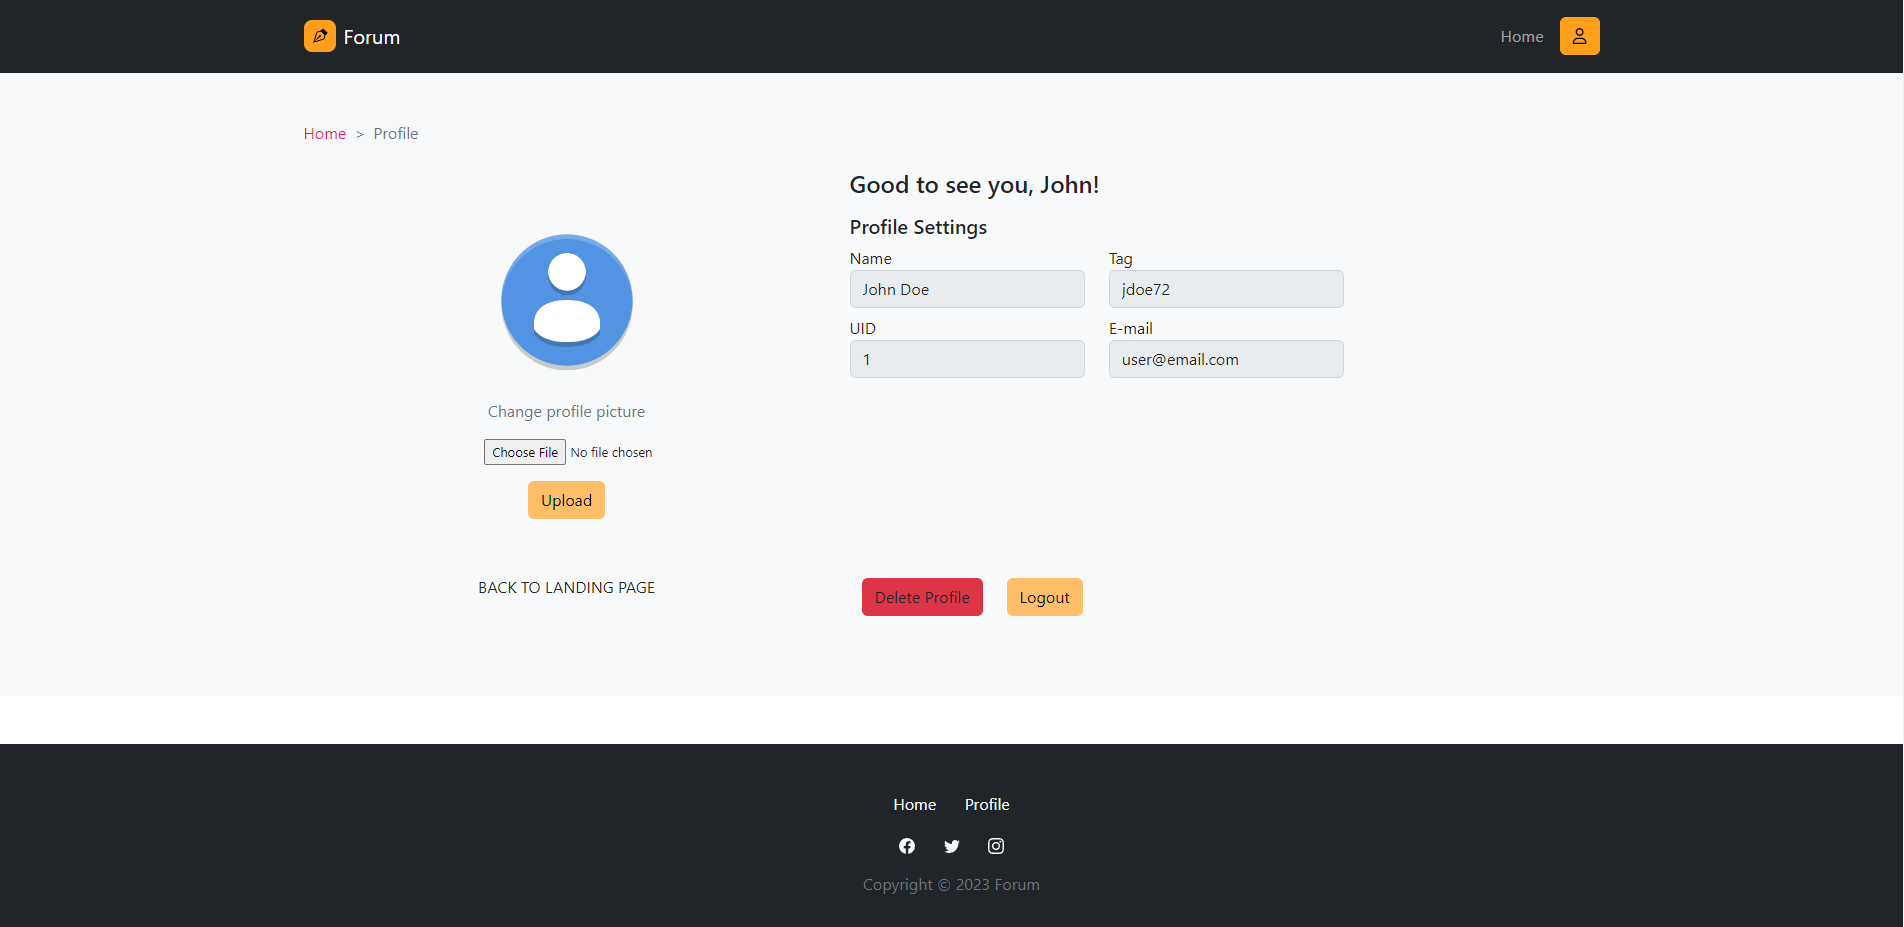 Forum
Home
Home > Profile
Good to see you, John!
Profile Settings
Name
Tag
John Doe
jdoe72
UID
E-mail
1
user@email.com
Change profile picture
Choose File No file chosen
Upload
BACK TO LANDING PAGE
Delete Profile
Logout
Home
Profile
Copyright © 2023 Forum